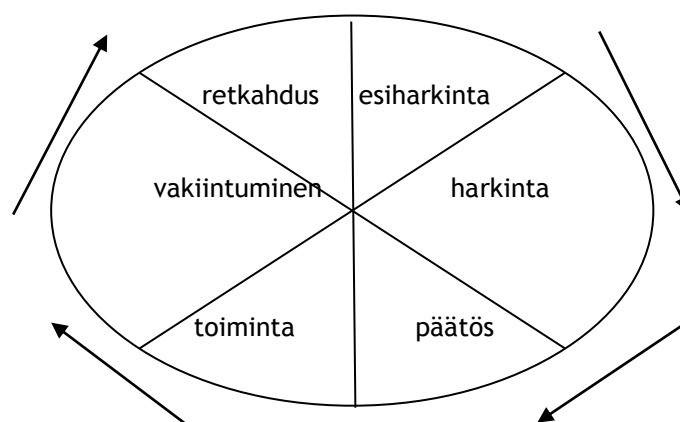 retkahdus esiharkinta
vakiintuminen harkinta
toiminta päätös